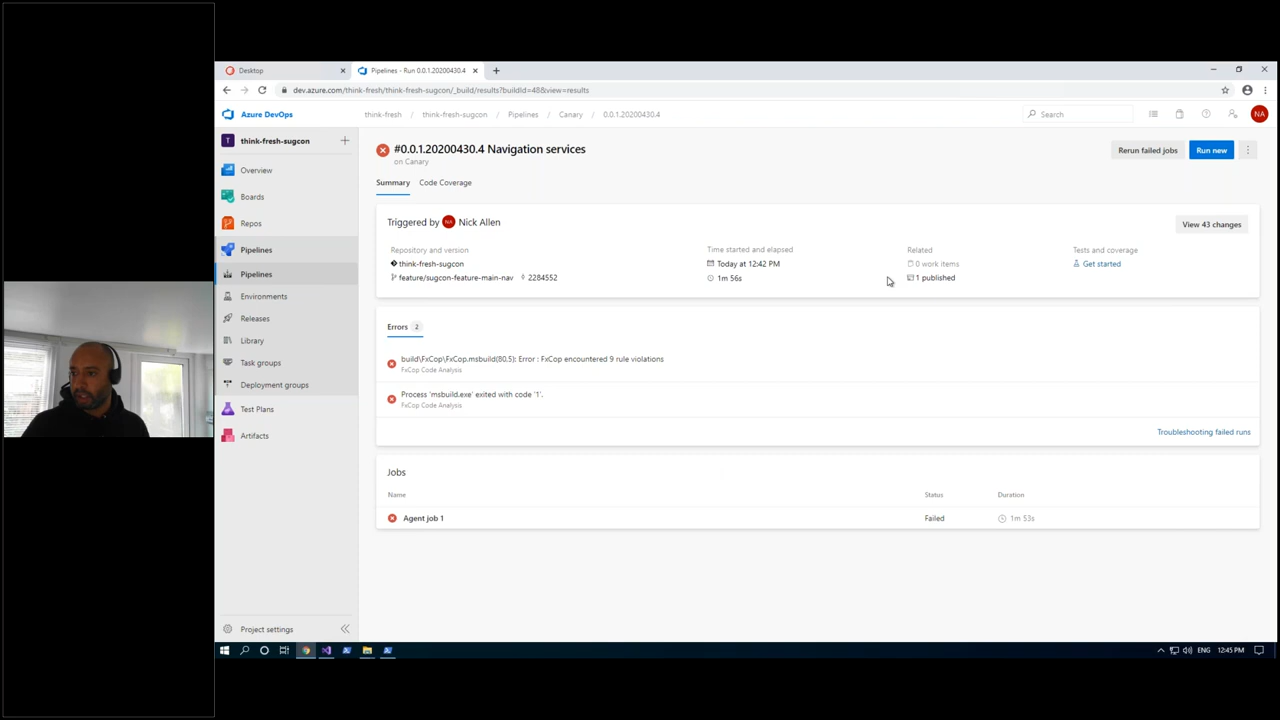 Desktop
Pipelines - Run 0.0.1.20200430.4
dev.azure.com/think-fresh/think-fresh-sugcon/_build/results?buildId=48&view=results
Azure DevOps
think-fresh / think-fresh-sugcon / Pipelines / Canary / 0.0.1.20200430.4
Search
NA
T think-fresh-sugcon
Overview
Boards
Repos
Pipelines
Pipelines
Environments
Releases
Library
Task groups
Deployment groups
Test Plans
Artifacts
Project settings
#0.0.1.20200430.4 Navigation services
on Canary
Rerun failed jobs
Run new
Summary
Code Coverage
Triggered by NA Nick Allen
View 43 changes
Repository and version
think-fresh-sugcon
feature/sugcon-feature-main-nav 2284552
Time started and elapsed
Today at 12:42 PM
1m 56s
Related
0 work items
1 published
Tests and coverage
Get started
Errors 2
build\FxCop\FxCop.msbuild(80,5): Error : FxCop encountered 9 rule violations
FxCop Code Analysis
Process 'msbuild.exe' exited with code '1'.
FxCop Code Analysis
Troubleshooting failed runs
Jobs
Name Status Duration
Agent job 1 Failed 1m 53s
ENG 12:45 PM